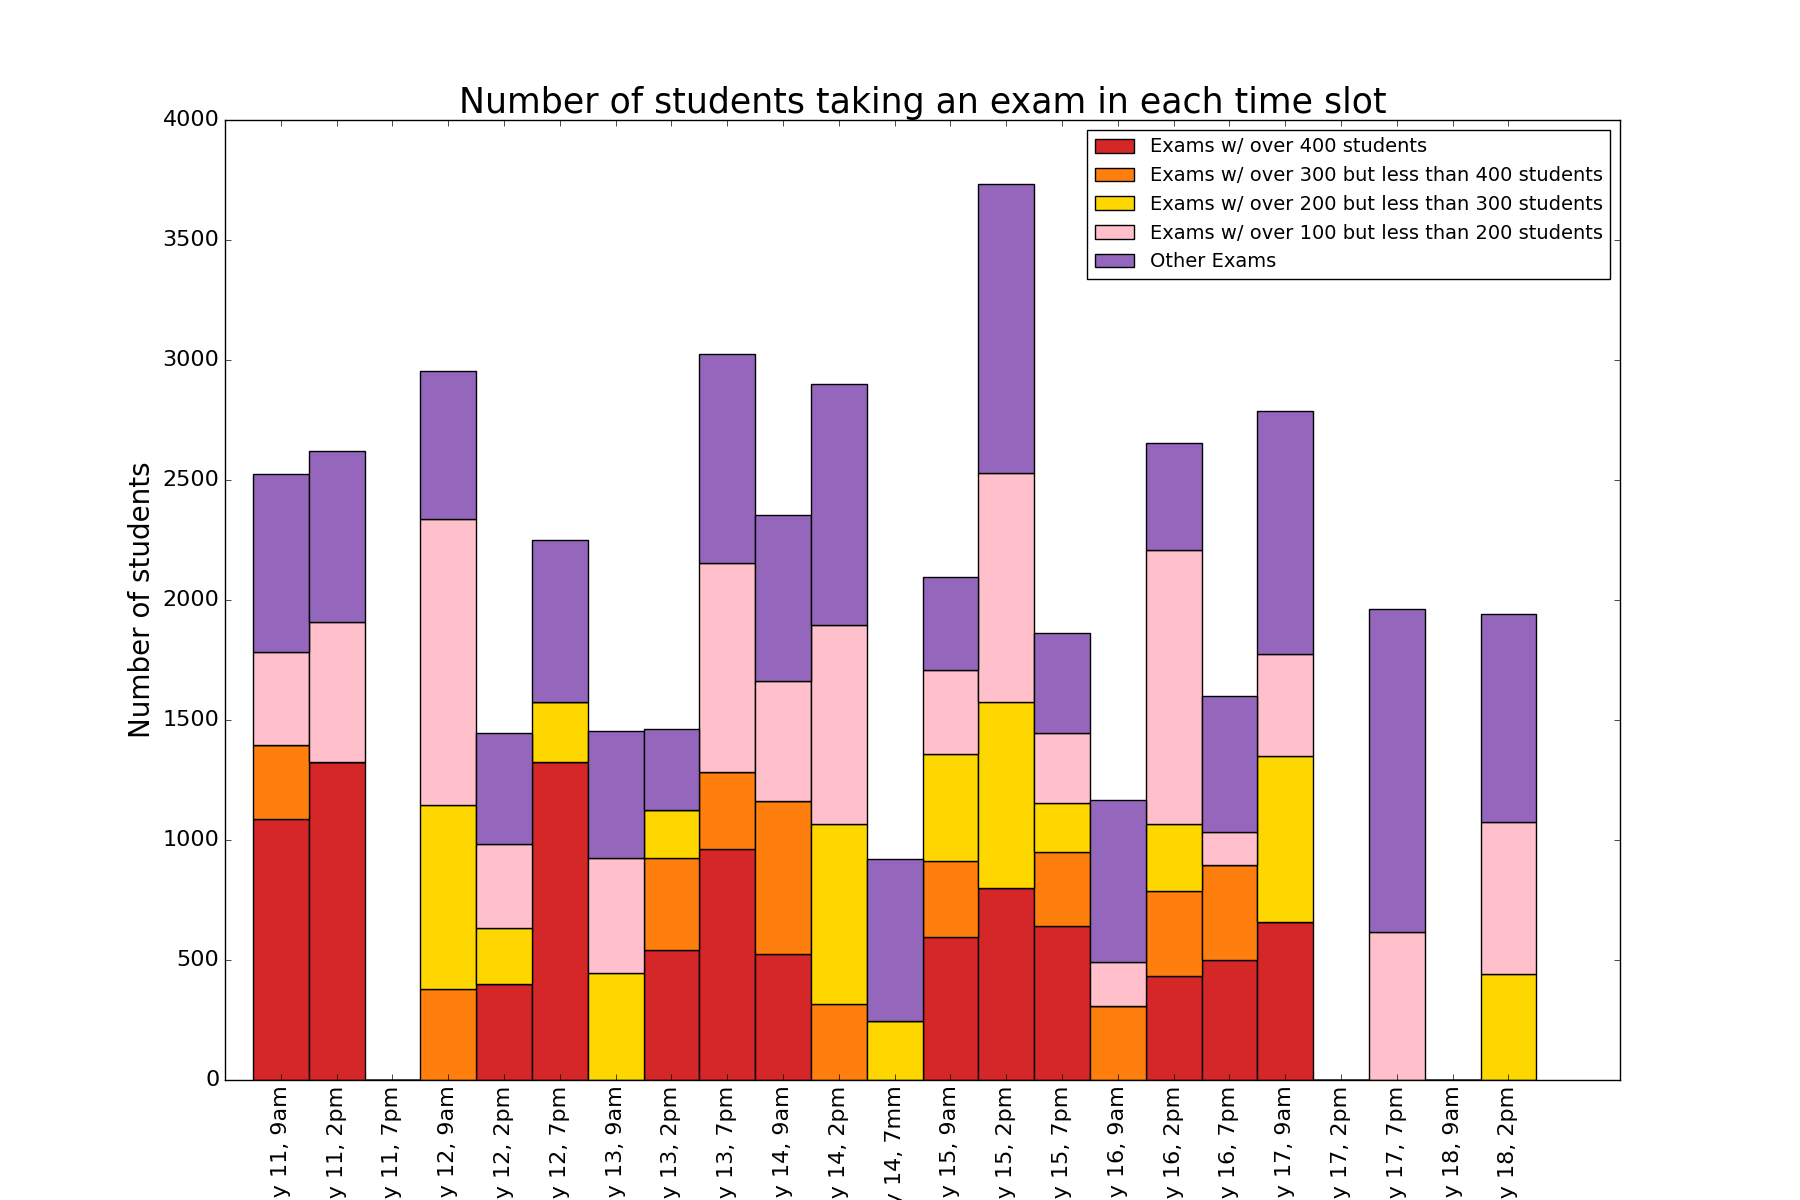 Number of students taking an exam in each time slot
Number of students
4000
3500
3000
2500
2000
1500
1000
500
0
Exams w/ over 400 students
Exams w/ over 300 but less than 400 students
Exams w/ over 200 but less than 300 students
Exams w/ over 100 but less than 200 students
Other Exams
y 11, 9am
y 11, 2pm
y 11, 7pm
y 12, 9am
y 12, 2pm
y 12, 7pm
y 13, 9am
y 13, 2pm
y 13, 7pm
y 14, 9am
y 14, 2pm
y 14, 7mm
y 15, 9am
y 15, 2pm
y 15, 7pm
y 16, 9am
y 16, 2pm
y 16, 7pm
y 17, 9am
y 17, 2pm
y 17, 7pm
y 18, 9am
y 18, 2pm